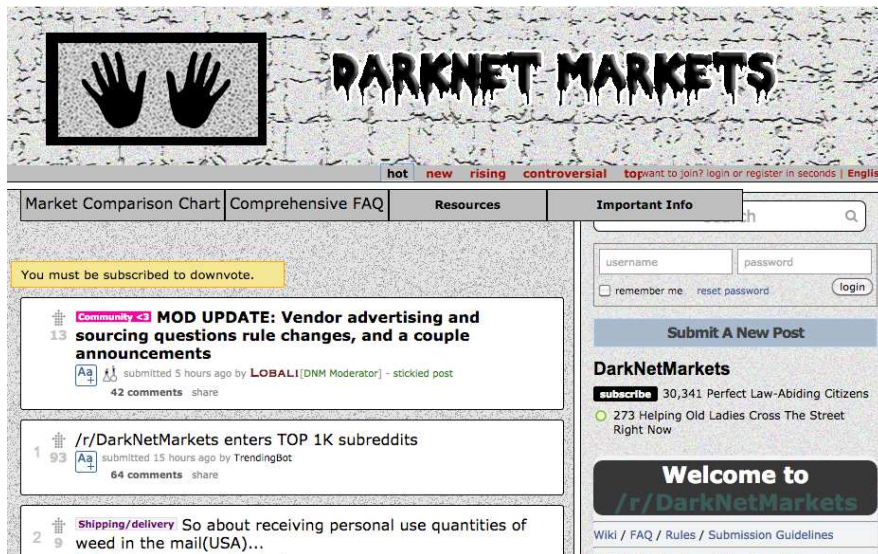 DARKNET MARKETS
hot new rising controversial top want to join? login or register in seconds | Englis
Market Comparison Chart Comprehensive FAQ Resources Important Info
username password
remember me reset password login
You must be subscribed to downvote.
Community <3 MOD UPDATE: Vendor advertising and
13 sourcing questions rule changes, and a couple
announcements
Aa+ submitted 5 hours ago by LOBALI[DNM Moderator] - stickied post
42 comments share
1 /r/DarkNetMarkets enters TOP 1K subreddits
93 Aa+ submitted 15 hours ago by TrendingBot
64 comments share
2 Shipping/delivery So about receiving personal use quantities of
9 weed in the mail(USA)...
Submit A New Post
DarkNetMarkets
subscribe 30,341 Perfect Law-Abiding Citizens
273 Helping Old Ladies Cross The Street
Right Now
Welcome to
/r/DarkNetMarkets
Wiki / FAQ / Rules / Submission Guidelines